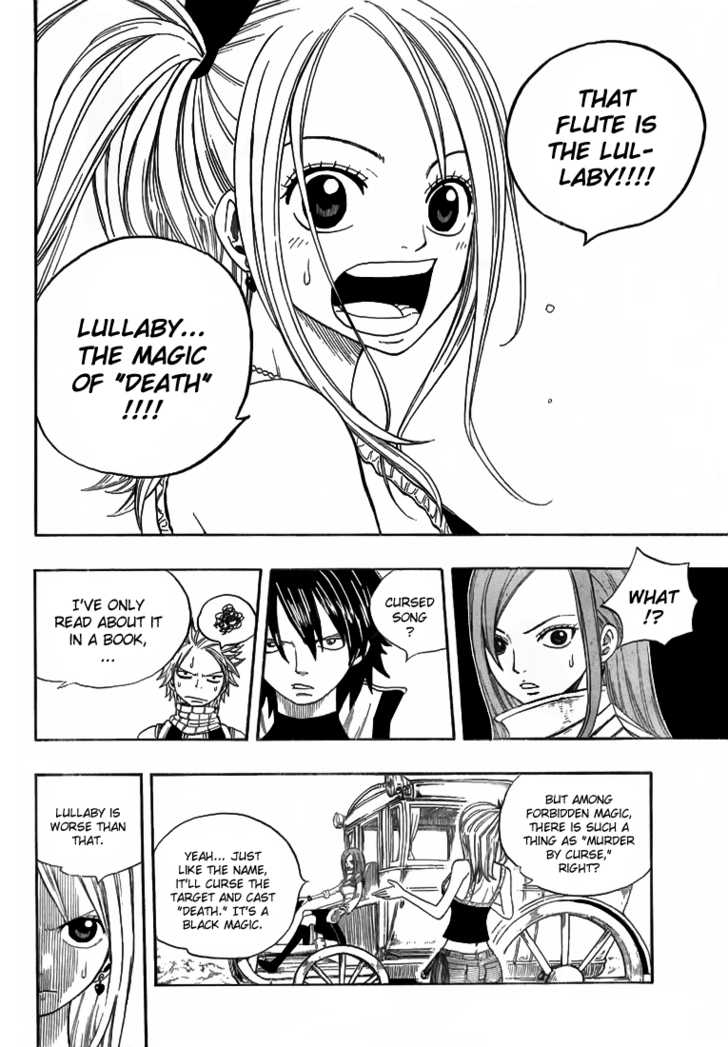 THAT
FLUTE IS
THE LUL-
LABY!!!!
LULLABY...
THE MAGIC
OF "DEATH"
!!!!
WHAT
!?
CURSED
SONG
?
I'VE ONLY
READ ABOUT IT
IN A BOOK,
...
BUT AMONG
FORBIDDEN MAGIC,
THERE IS SUCH
A THING AS "MURDER
BY CURSE,"
RIGHT?
YEAH... JUST
LIKE THE NAME,
IT'LL CURSE THE
TARGET AND CAST
"DEATH." IT'S A
BLACK MAGIC.
LULLABY IS
WORSE THAN
THAT.